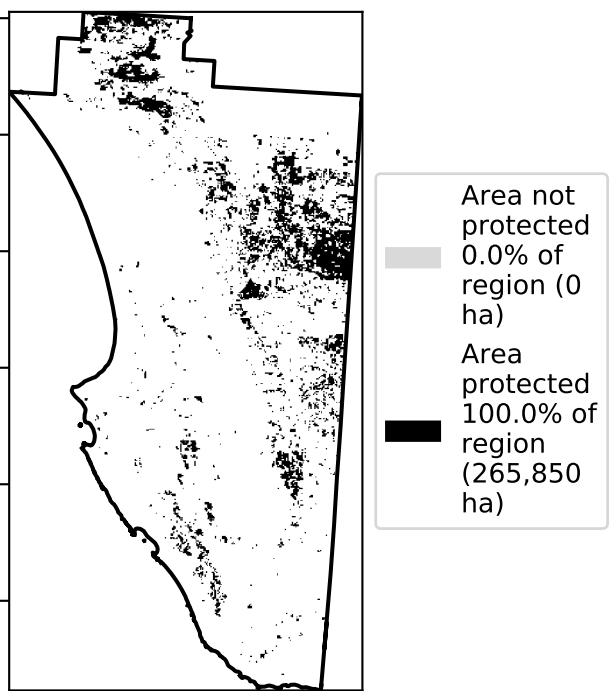 Area not
protected
0.0% of
region (0
ha)
Area
protected
100.0% of
region
(265,850
ha)